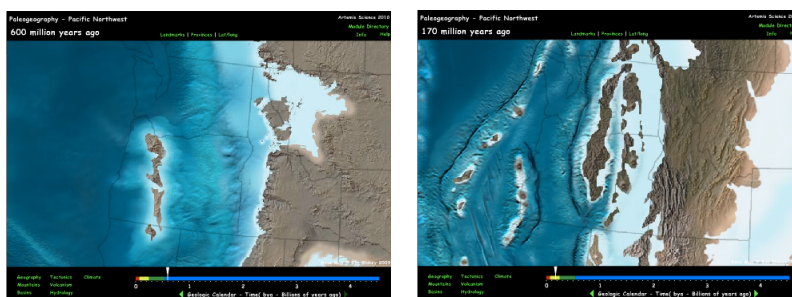 Paleogeography - Pacific Northwest
Artemia Science 2010
Module Directory
600 million years ago
Landmarks | Provinces | Lat/long
Info Help
Geography Tectonics Climate
Mountains Volcanism
Basins Hydrology
0 1 2 3 4
Geologic Calendar - Time( bya - Billions of years ago)
Paleogeography - Pacific Northwest
Artemia Science
Module Directory
170 million years ago
Landmarks | Provinces | Lat/long
Info
Geography Tectonics Climate
Mountains Volcanism
Basins Hydrology
0 1 2 3 4
Geologic Calendar - Time( bya - Billions of years ago)